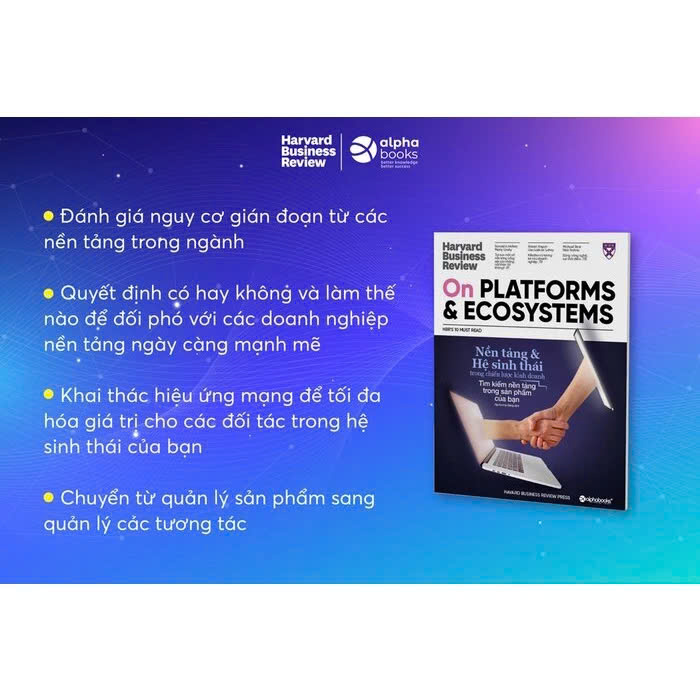 Harvard
Business
Review
alpha
books
better knowledge
better success
Đánh giá nguy cơ gián đoạn từ các
nền tảng trong ngành
Quyết định có hay không và làm thế
nào để đối phó với các doanh nghiệp
nền tảng ngày càng mạnh mẽ
Khai thác hiệu ứng mạng để tối đa
hóa giá trị cho các đối tác trong hệ
sinh thái của bạn
Chuyển từ quản lý sản phẩm sang
quản lý các tương tác
Harvard
Business
Review
On PLATFORMS
& ECOSYSTEMS
HBR'S 10 MUST READ
Nền tảng &
Hệ sinh thái
trong chiến lược kinh doanh
Tìm kiếm nền tảng
trong sản phẩm
của bạn
HAVARD BUSINESS REVIEW PRESS
alphabooks